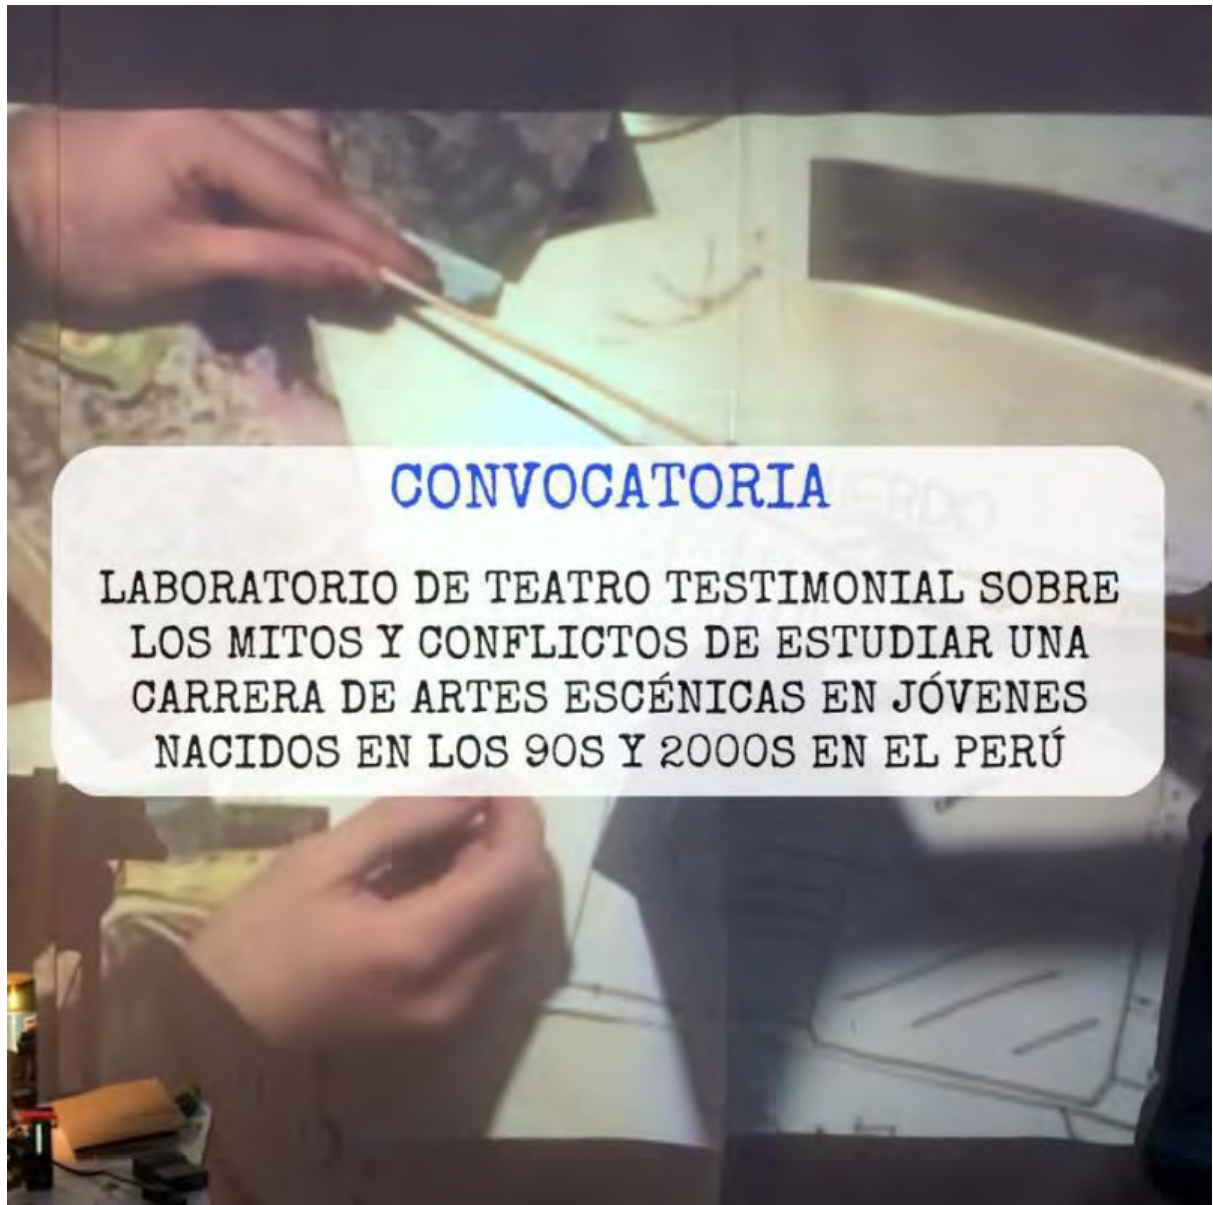 CONVOCATORIA
LABORATORIO DE TEATRO TESTIMONIAL SOBRE
LOS MITOS Y CONFLICTOS DE ESTUDIAR UNA
CARRERA DE ARTES ESCÉNICAS EN JÓVENES
NACIDOS EN LOS 90S Y 2000S EN EL PERÚ